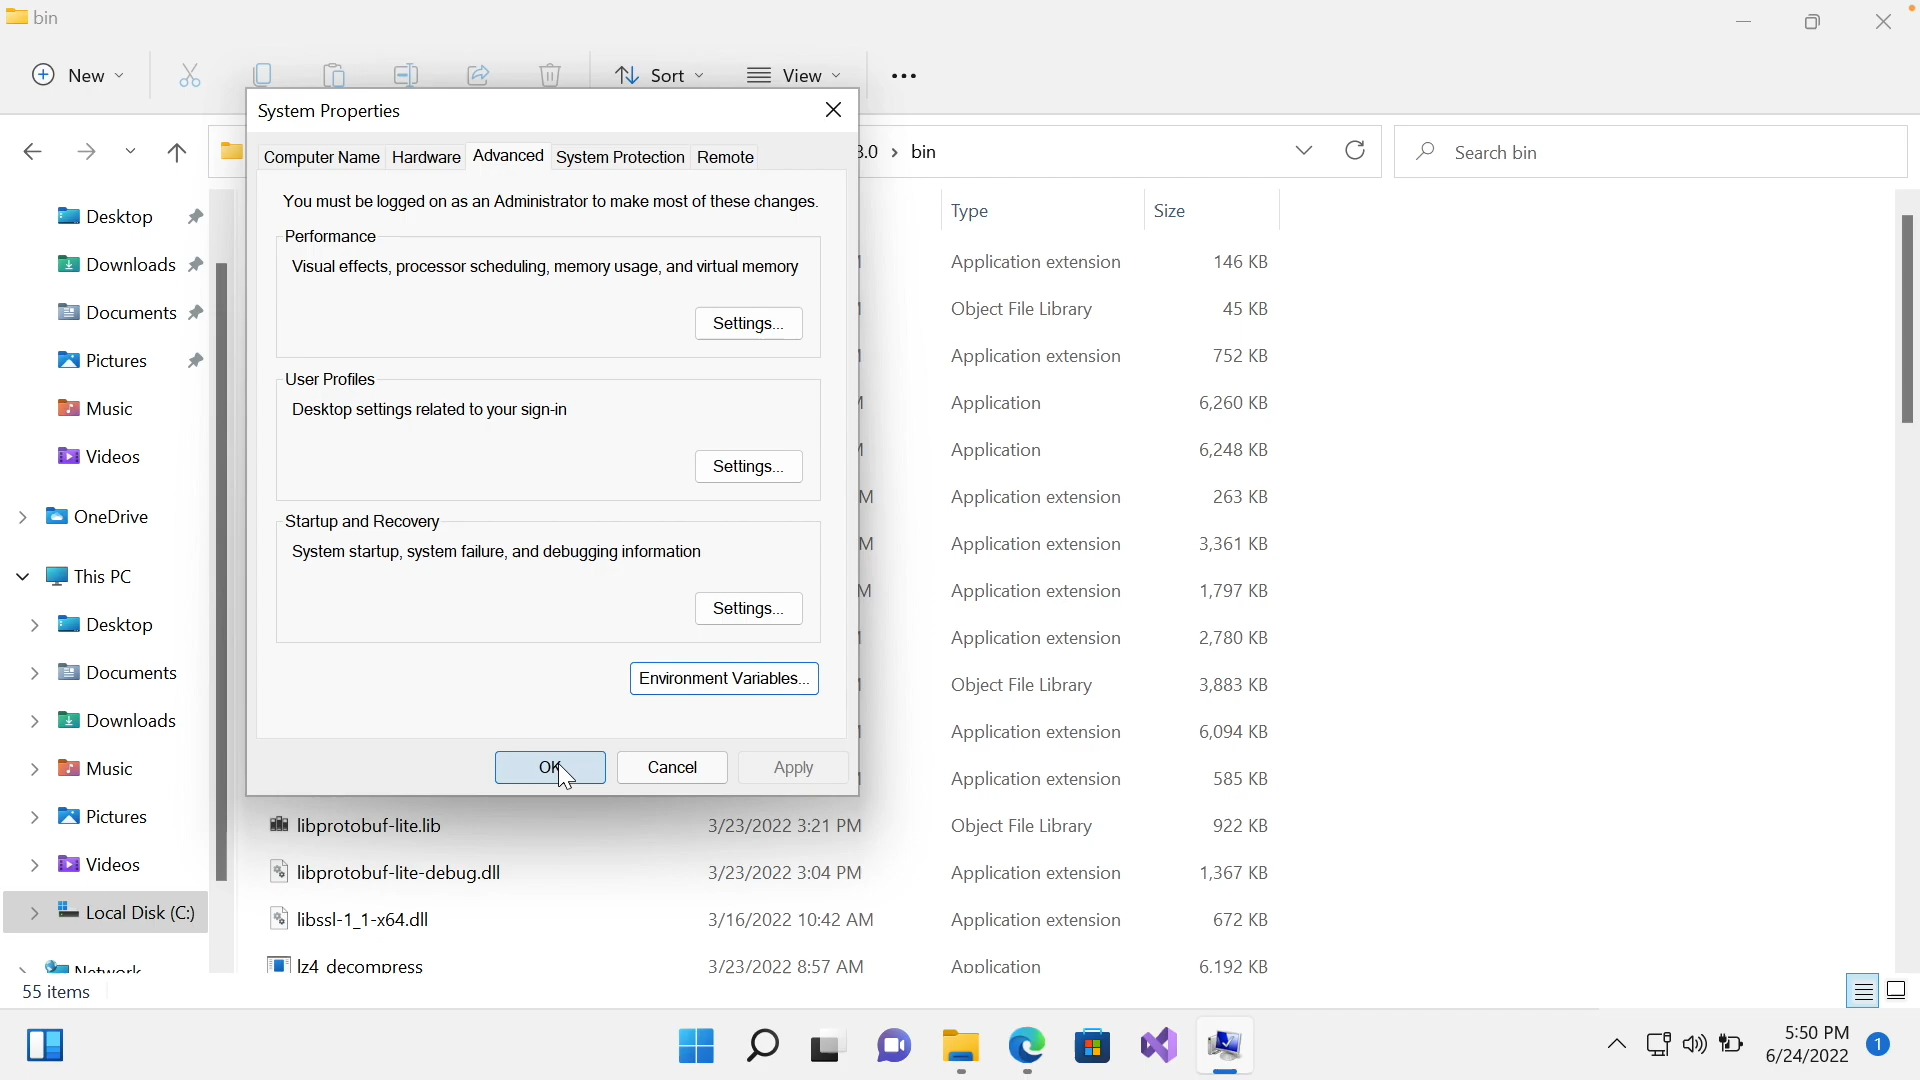 bin
New
Sort
View
System Properties
Computer Name Hardware Advanced System Protection Remote
You must be logged on as an Administrator to make most of these changes.
Performance
Visual effects, processor scheduling, memory usage, and virtual memory
Settings...
User Profiles
Desktop settings related to your sign-in
Settings...
Startup and Recovery
System startup, system failure, and debugging information
Settings...
Environment Variables...
OK Cancel Apply
bin
Search bin
Desktop
Downloads
Documents
Pictures
Music
Videos
OneDrive
This PC
Desktop
Documents
Downloads
Music
Pictures
Videos
Local Disk (C:)
Network
Type Size
Application extension 146 KB
Object File Library 45 KB
Application extension 752 KB
Application 6,260 KB
Application 6,248 KB
Application extension 263 KB
Application extension 3,361 KB
Application extension 1,797 KB
Application extension 2,780 KB
Object File Library 3,883 KB
Application extension 6,094 KB
Application extension 585 KB
libprotobuf-lite.lib 3/23/2022 3:21 PM Object File Library 922 KB
libprotobuf-lite-debug.dll 3/23/2022 3:04 PM Application extension 1,367 KB
libssl-1_1-x64.dll 3/16/2022 10:42 AM Application extension 672 KB
lz4_decompress 3/23/2022 8:57 AM Application 6,192 KB
55 items
5:50 PM
6/24/2022
1